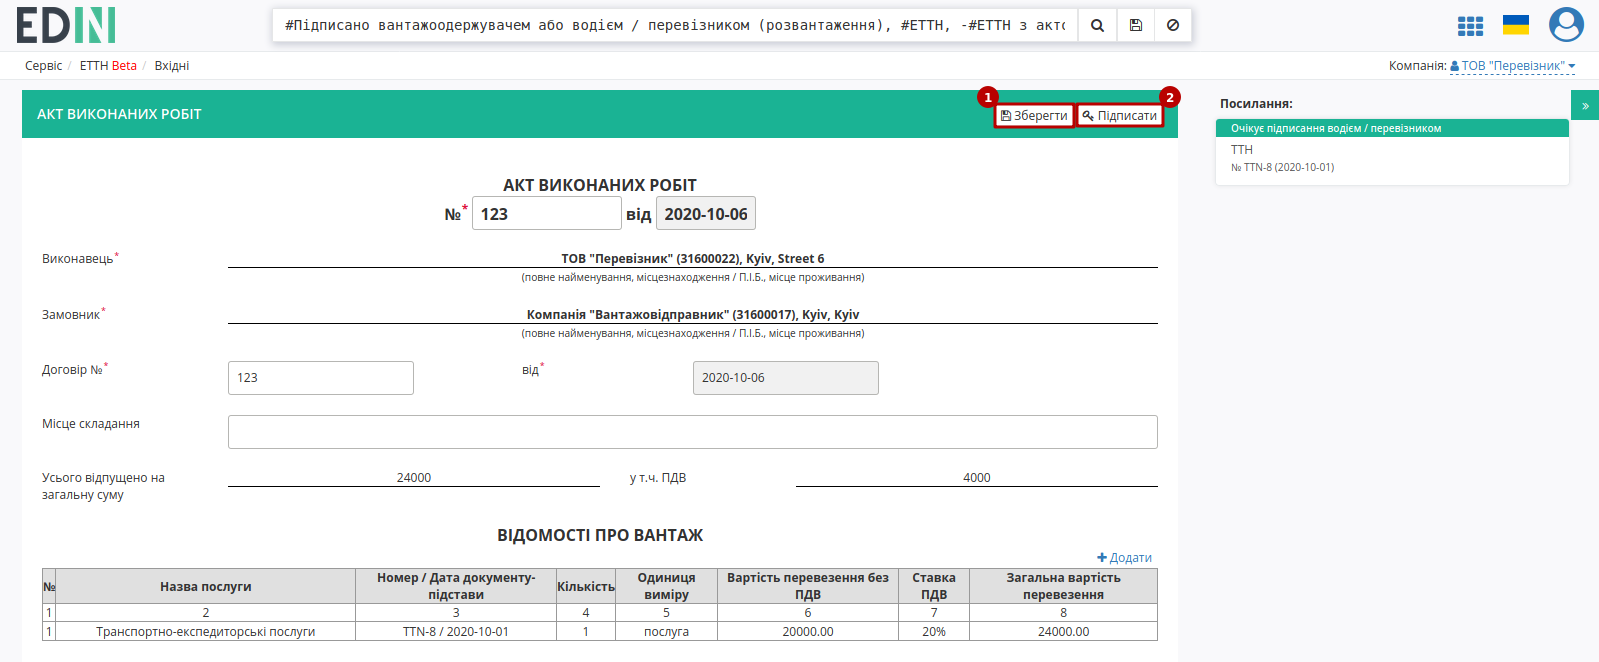 EDIN
#Підписано вантажоодержувачем або водієм / перевізником (розвантаження), #ЕТТН, -#ЕТТН з акто
Сервіс / ЕТТН Beta / Вхідні
Компанія: ТОВ "Перевізник"
АКТ ВИКОНАНИХ РОБІТ
1
Зберегти
2
Підписати
Посилання:
»
Очікує підписання водієм / перевізником
ТТН
№ TTN-8 (2020-10-01)
АКТ ВИКОНАНИХ РОБІТ
№* 123 від 2020-10-06
Виконавець* ТОВ "Перевізник" (31600022), Kyiv, Street 6
(повне найменування, місцезнаходження / П.І.Б., місце проживання)
Замовник* Компанія "Вантажовідправник" (31600017), Kyiv, Kyiv
(повне найменування, місцезнаходження / П.І.Б., місце проживання)
Договір №* 123 від* 2020-10-06
Місце складання
Усього відпущено на загальну суму 24000 у т.ч. ПДВ 4000
ВІДОМОСТІ ПРО ВАНТАЖ
Додати
№ Назва послуги Номер / Дата документу-підстави Кількість Одиниця виміру Вартість перевезення без ПДВ Ставка ПДВ Загальна вартість перевезення
1 2 3 4 5 6 7 8
1 Транспортно-експедиторські послуги TTN-8 / 2020-10-01 1 послуга 20000.00 20% 24000.00